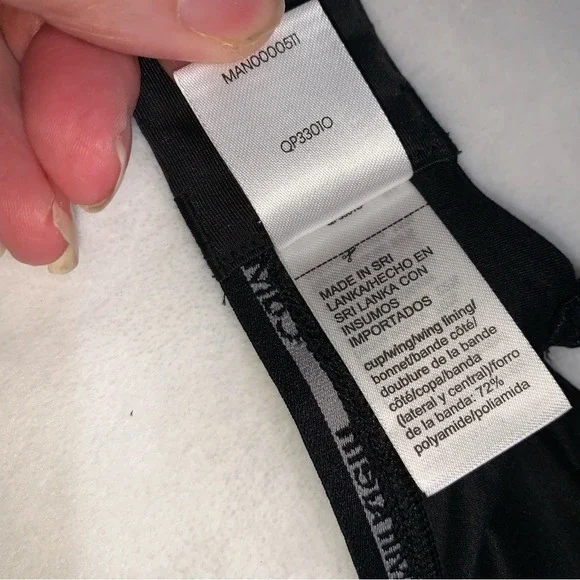 MAN0000511
QP3301O
MADE IN SRI
LANKA/HECHO EN
SRI LANKA CON
INSUMOS
IMPORTADOS
cup/wing/wing lining/
bonnet/bande côté/
doublure de la bande
côté/copa/banda
(lateral y central)/forro
de la banda: 72%
polyamide/poliamida